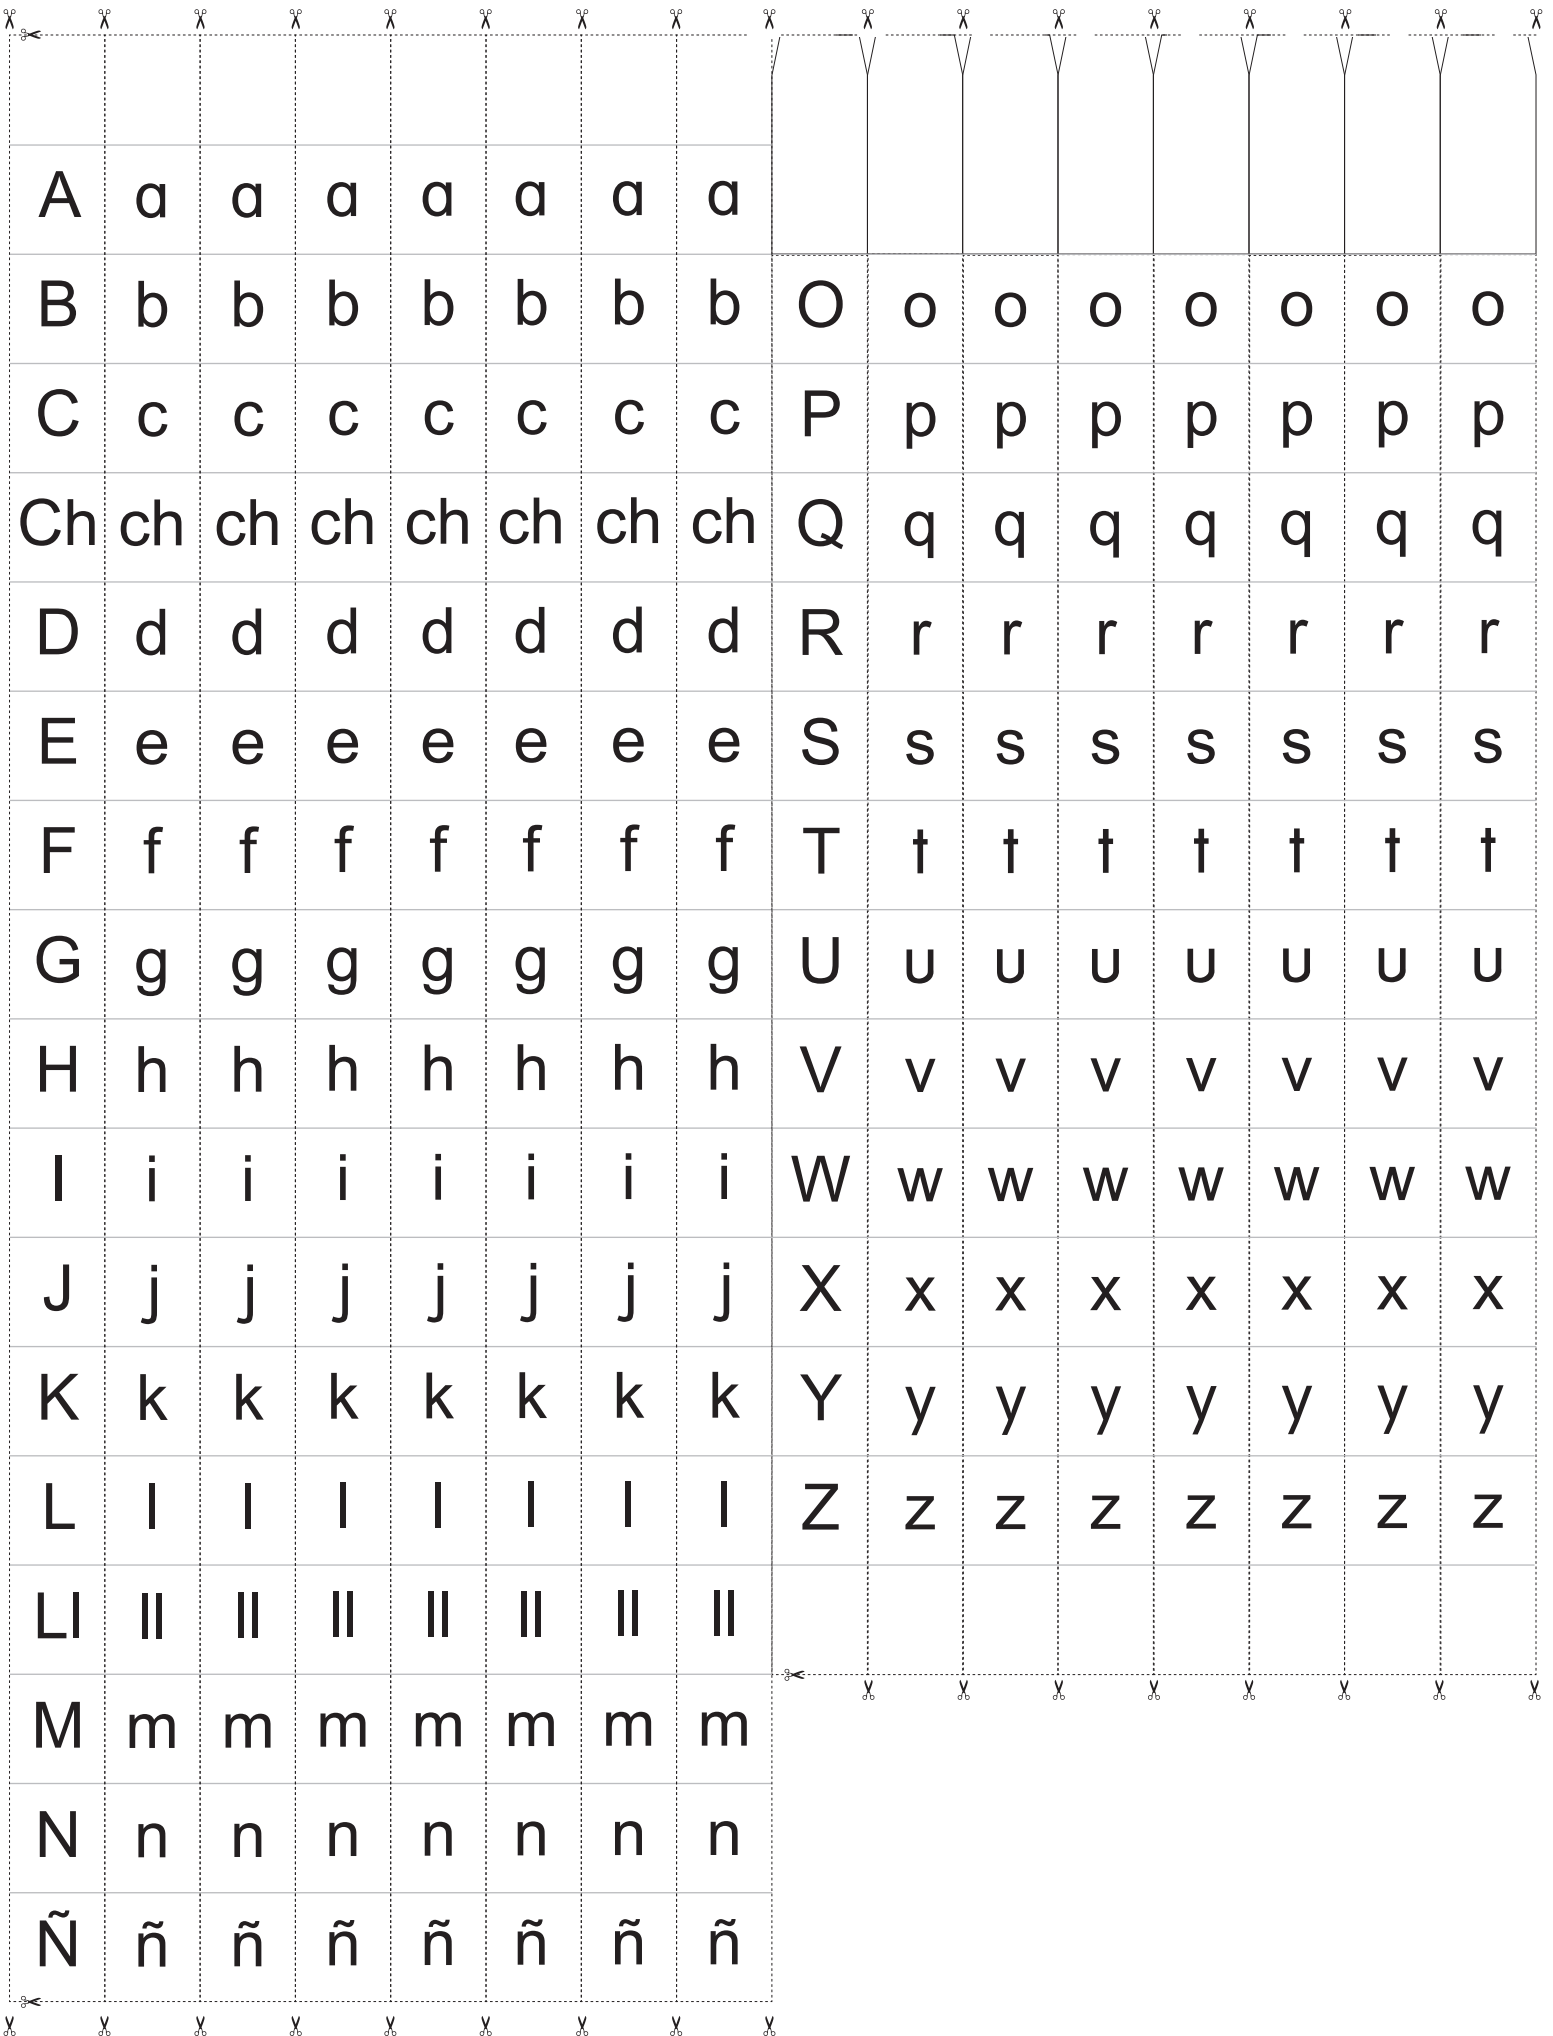 A a a a a a a a
B b b b b b b b
C c c c c c c c
Ch ch ch ch ch ch ch ch
D d d d d d d d
E e e e e e e e
F f f f f f f f
G g g g g g g g
H h h h h h h h
I i i i i i i i
J j j j j j j j
K k k k k k k k
L l l l l l l l
Ll ll ll ll ll ll ll ll
M m m m m m m m
N n n n n n n n
Ñ ñ ñ ñ ñ ñ ñ ñ
O o o o o o o o
P p p p p p p p
Q q q q q q q q
R r r r r r r r
S s s s s s s s
T t t t t t t t
U u u u u u u u
V v v v v v v v
W w w w w w w w
X x x x x x x x
Y y y y y y y y
Z z z z z z z z